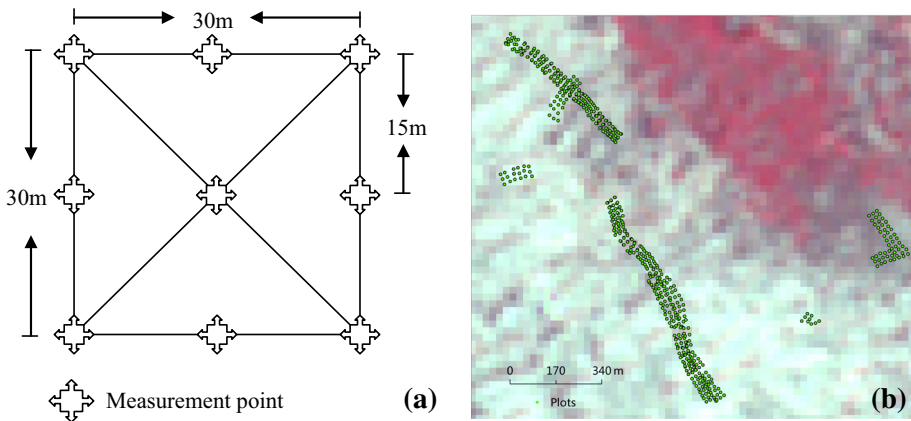 30m
15m
30m
Measurement point
(a)
0 170 340 m
Plots
(b)